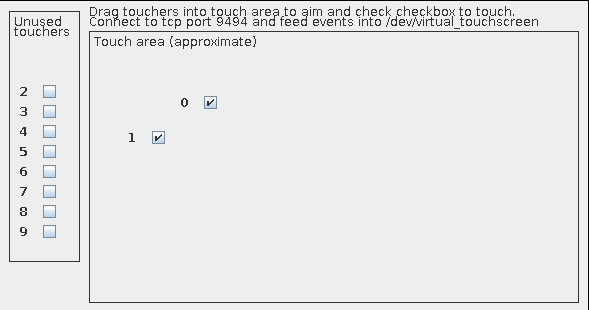 Drag touchers into touch area to aim and check checkbox to touch.
Connect to tcp port 9494 and feed events into /dev/virtual_touchscreen
Unused
touchers
Touch area (approximate)
0
1
2
3
4
5
6
7
8
9